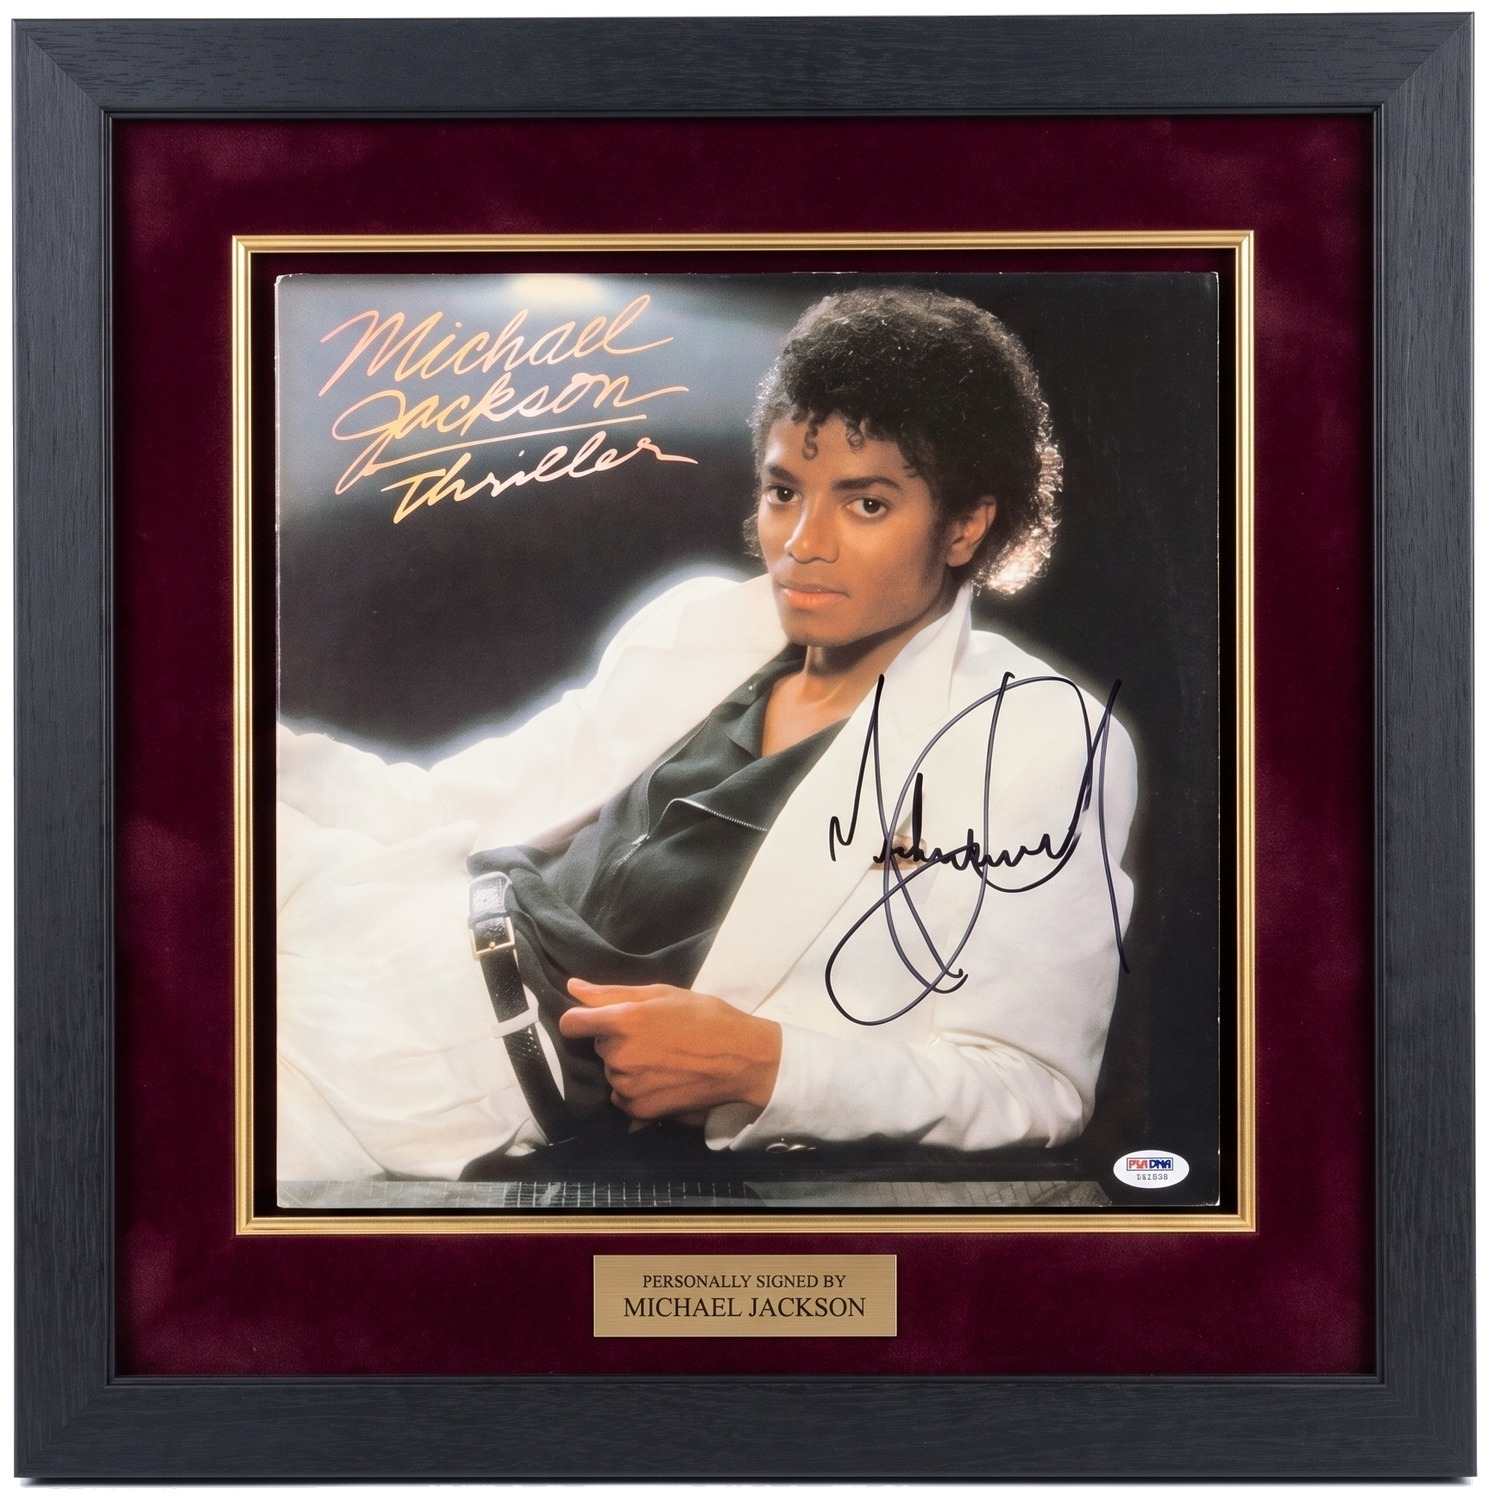 Michael
Jackson
Thriller
PSA DNA
PERSONALLY SIGNED BY
MICHAEL JACKSON